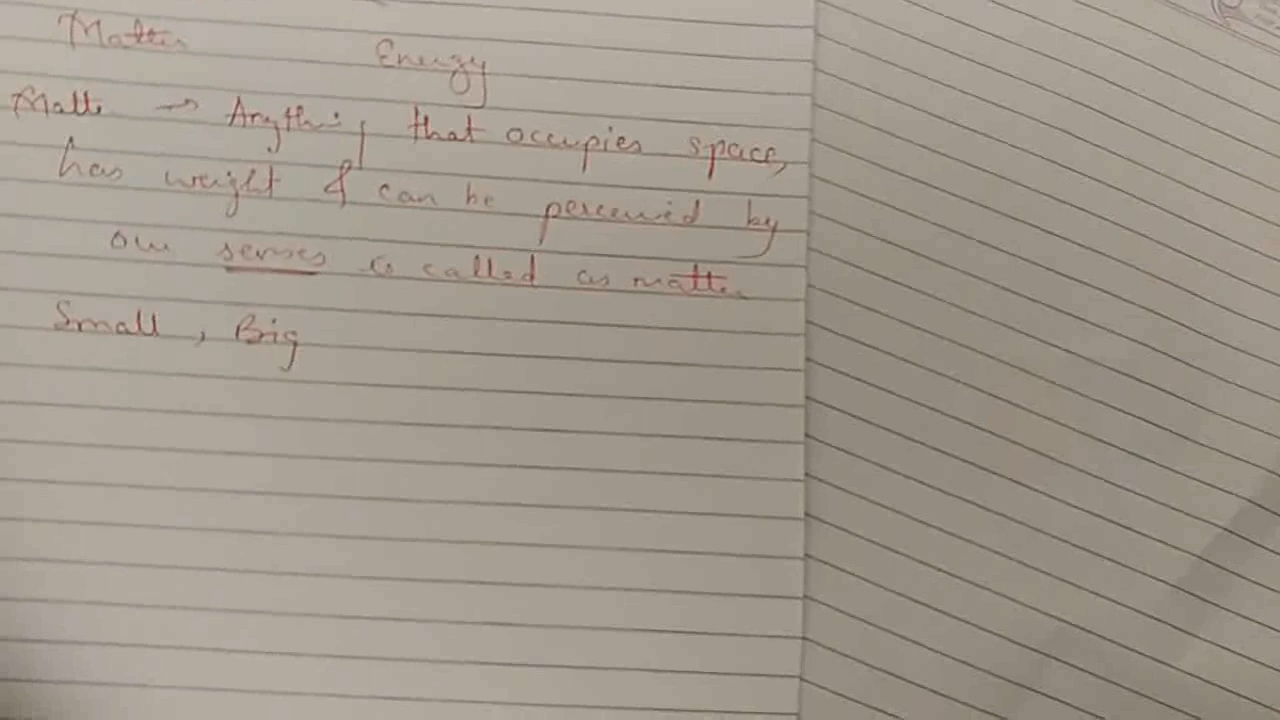 Matter Energy
Matter → Anything that occupies space,
has weight & can be perceived by
our senses is called as matter
Small, Big